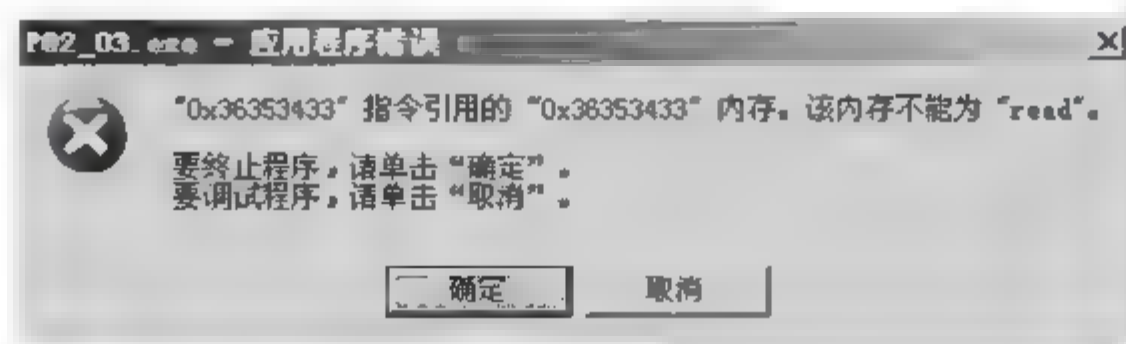 P02_03.exe - 应用程序错误
"0x36353433" 指令引用的 "0x36353433" 内存。该内存不能为 "read"。
要终止程序，请单击 "确定" 。
要调试程序，请单击 "取消" 。
确定
取消